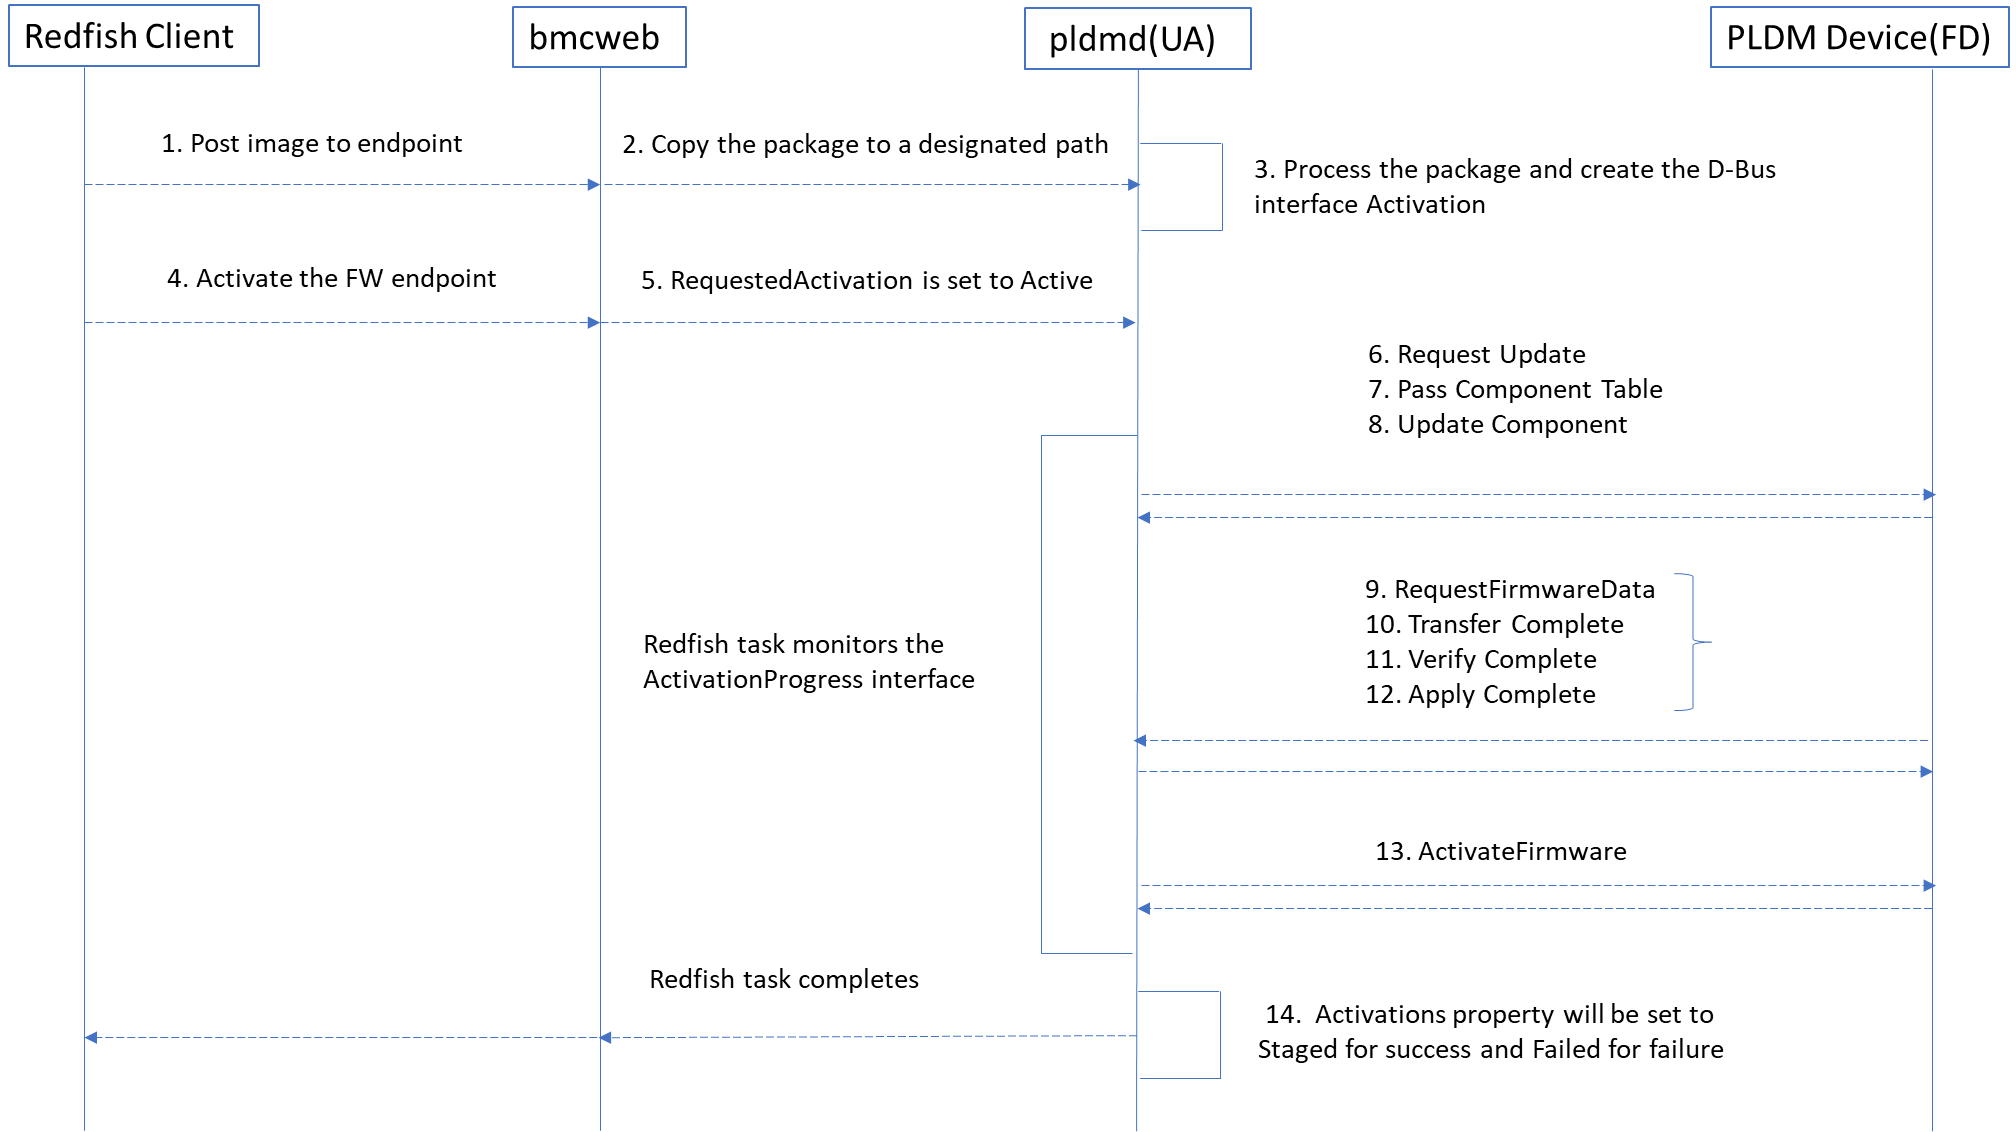 Redfish Client
bmcweb
pldmd(UA)
PLDM Device(FD)
1. Post image to endpoint
2. Copy the package to a designated path
3. Process the package and create the D-Bus
interface Activation
4. Activate the FW endpoint
5. RequestedActivation is set to Active
6. Request Update
7. Pass Component Table
8. Update Component
9. RequestFirmwareData
10. Transfer Complete
11. Verify Complete
12. Apply Complete
Redfish task monitors the
ActivationProgress interface
13. ActivateFirmware
Redfish task completes
14. Activations property will be set to
Staged for success and Failed for failure